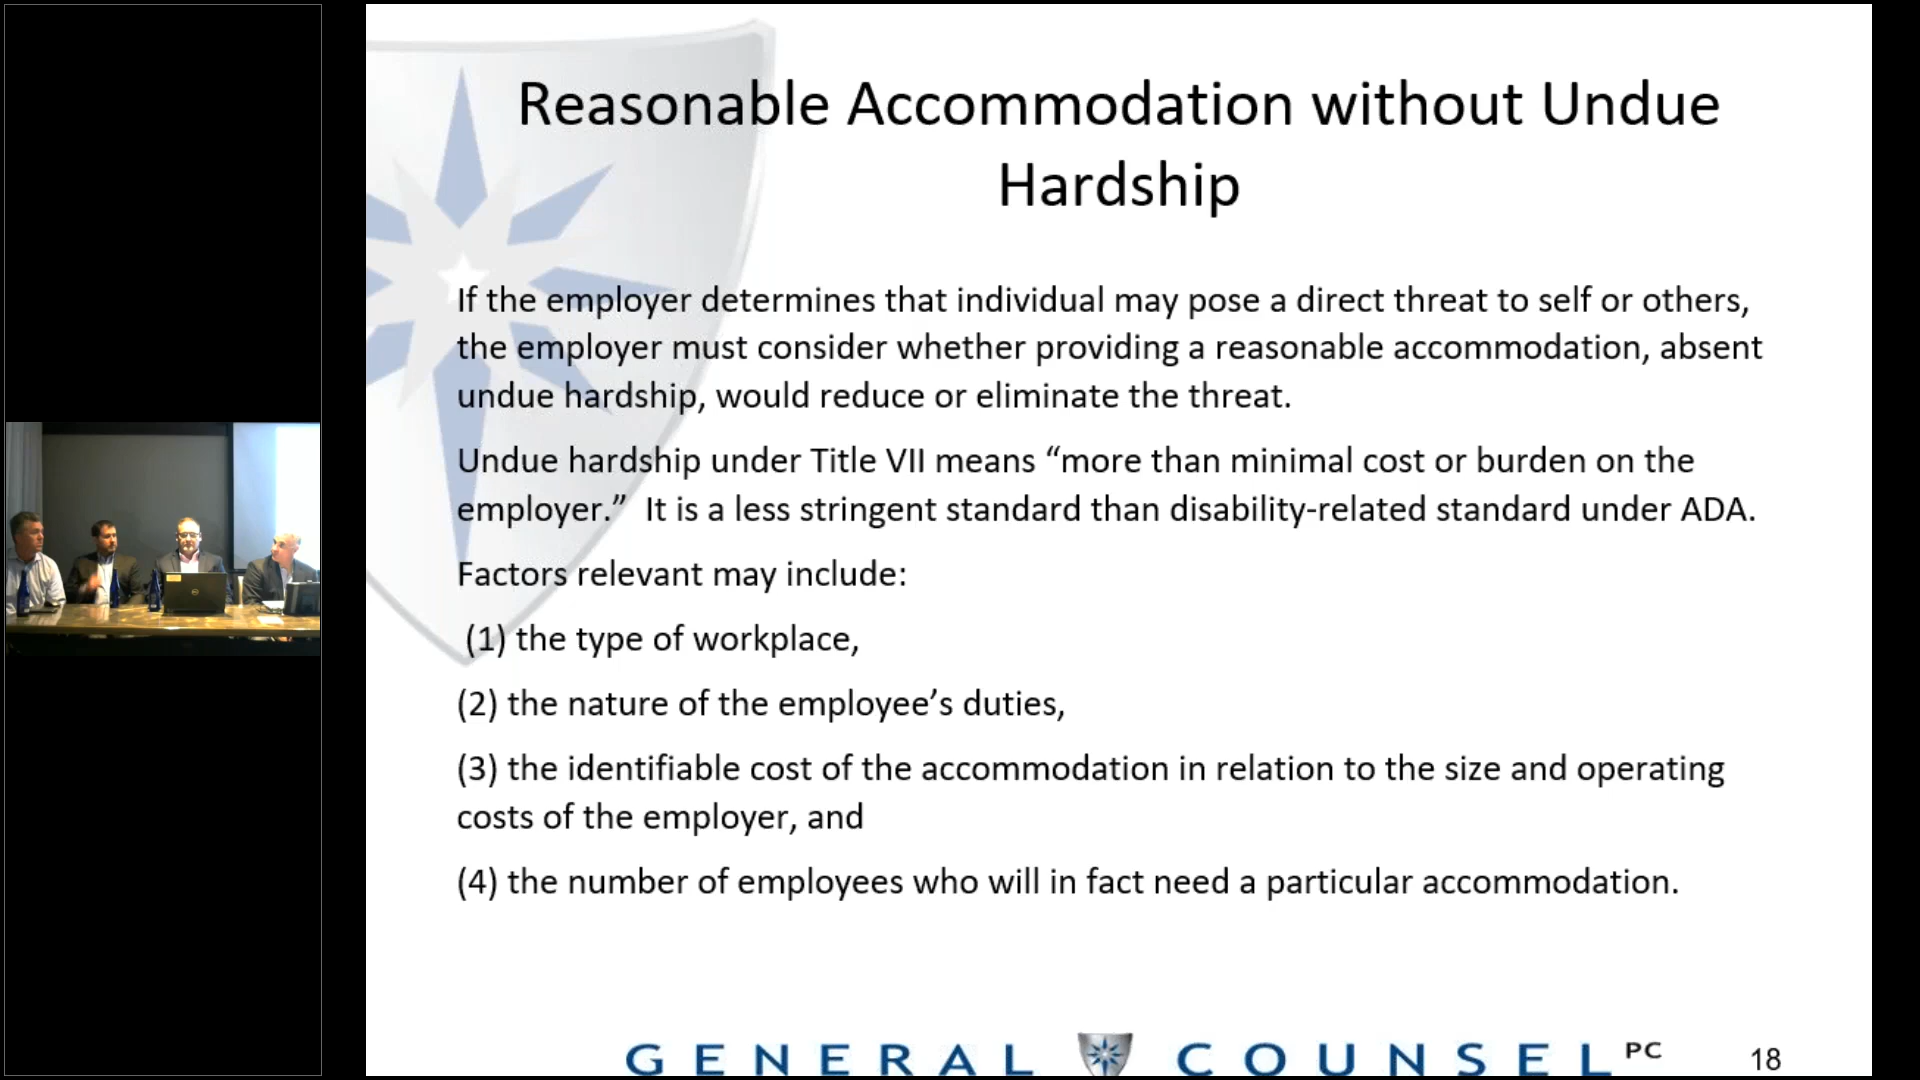 Reasonable Accommodation without Undue
Hardship
If the employer determines that individual may pose a direct threat to self or others,
the employer must consider whether providing a reasonable accommodation, absent
undue hardship, would reduce or eliminate the threat.
Undue hardship under Title VII means “more than minimal cost or burden on the
employer.”  It is a less stringent standard than disability-related standard under ADA.
Factors relevant may include:
(1) the type of workplace,
(2) the nature of the employee’s duties,
(3) the identifiable cost of the accommodation in relation to the size and operating
costs of the employer, and
(4) the number of employees who will in fact need a particular accommodation.
GENERAL COUNSEL PC
18